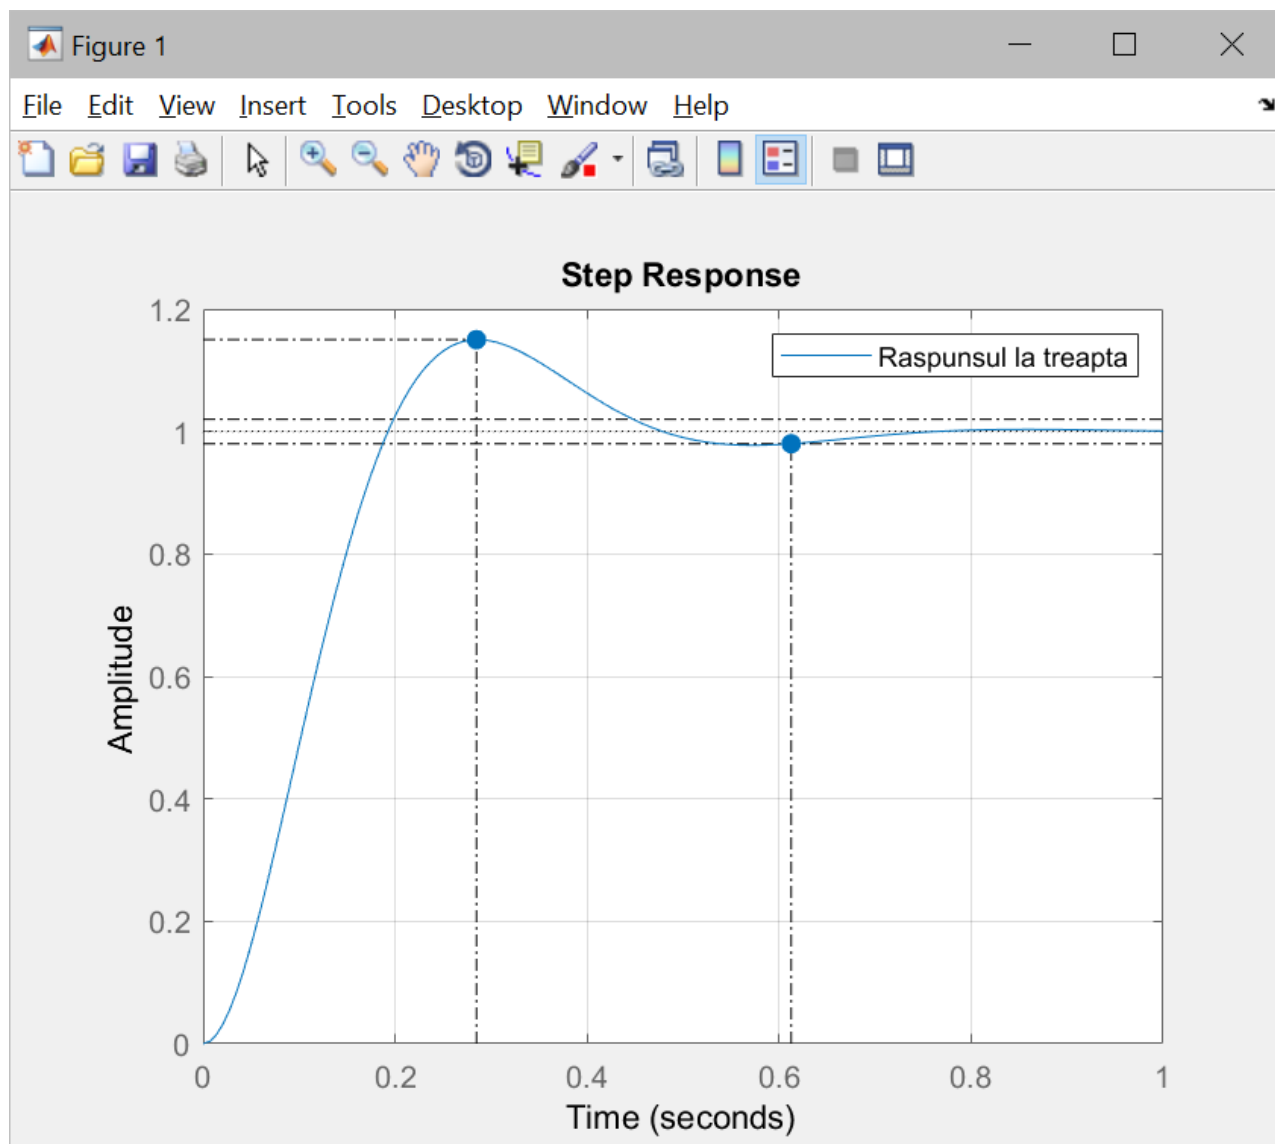 Figure 1
File Edit View Insert Tools Desktop Window Help
Step Response
Raspunsul la treapta
1.2
1
0.8
0.6
0.4
0.2
0
Amplitude
0 0.2 0.4 0.6 0.8 1
Time (seconds)